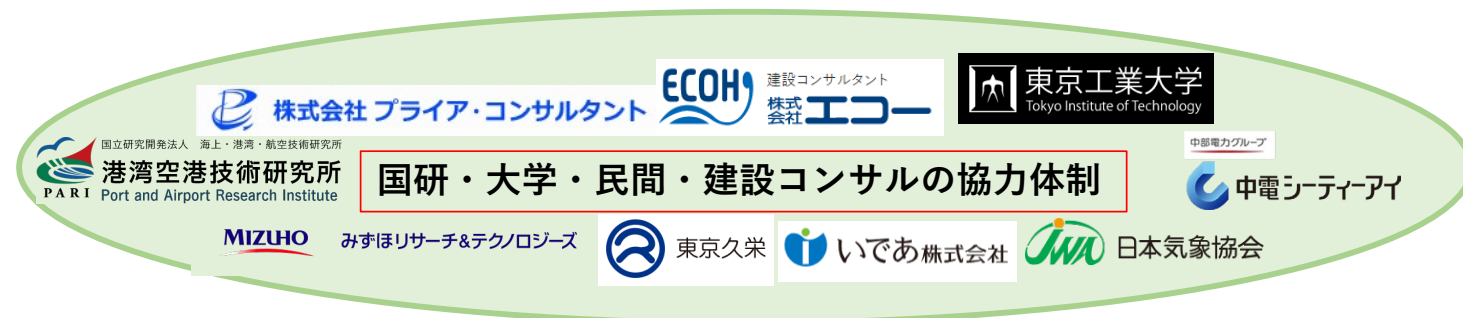 株式会社 プライア・コンサルタント
ECOH
建設コンサルタント
株式会社 エコー
東京工業大学
Tokyo Institute of Technology
国立研究開発法人 海上・港湾・航空技術研究所
港湾空港技術研究所
PARI Port and Airport Research Institute
国研・大学・民間・建設コンサルの協力体制
中部電力グループ
中電シーティーアイ
MIZUHO みずほリサーチ&テクノロジーズ
東京久栄
いであ株式会社
JWA 日本気象協会